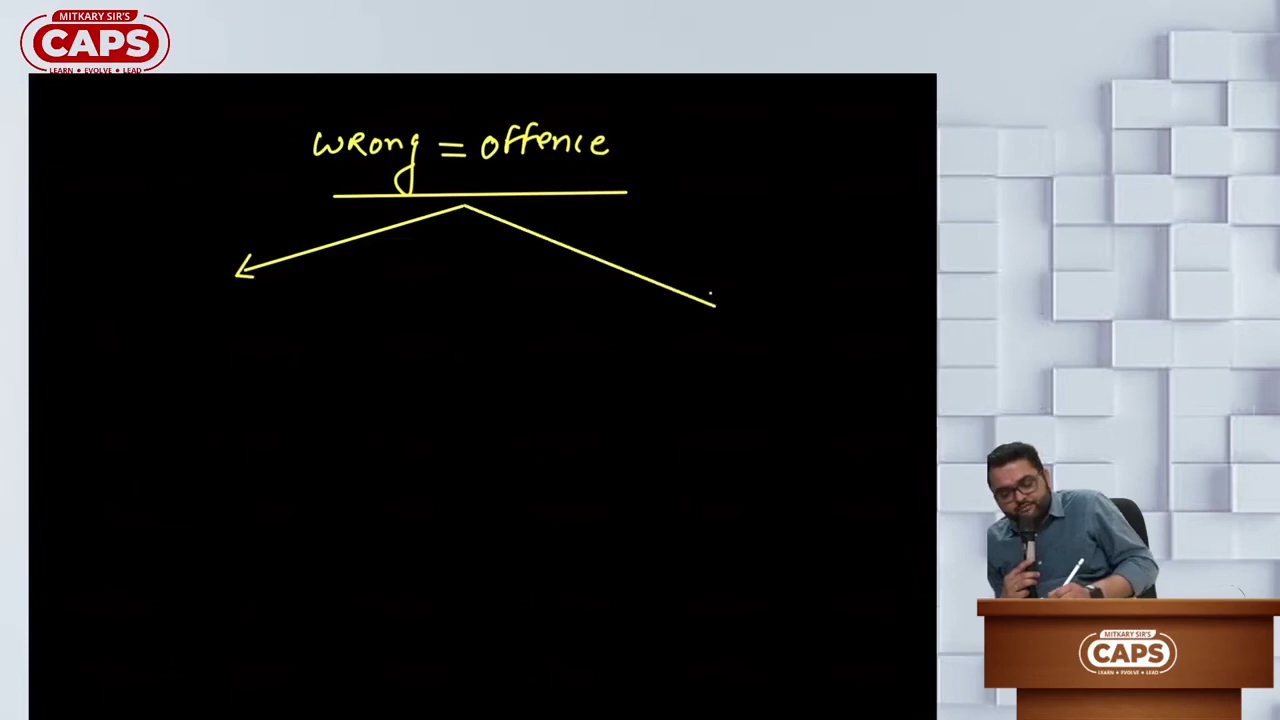 MITKARY SIR'S
CAPS
LEARN • EVOLVE • LEAD
wrong = offence
MITKARY SIR'S
CAPS
LEARN • EVOLVE • LEAD